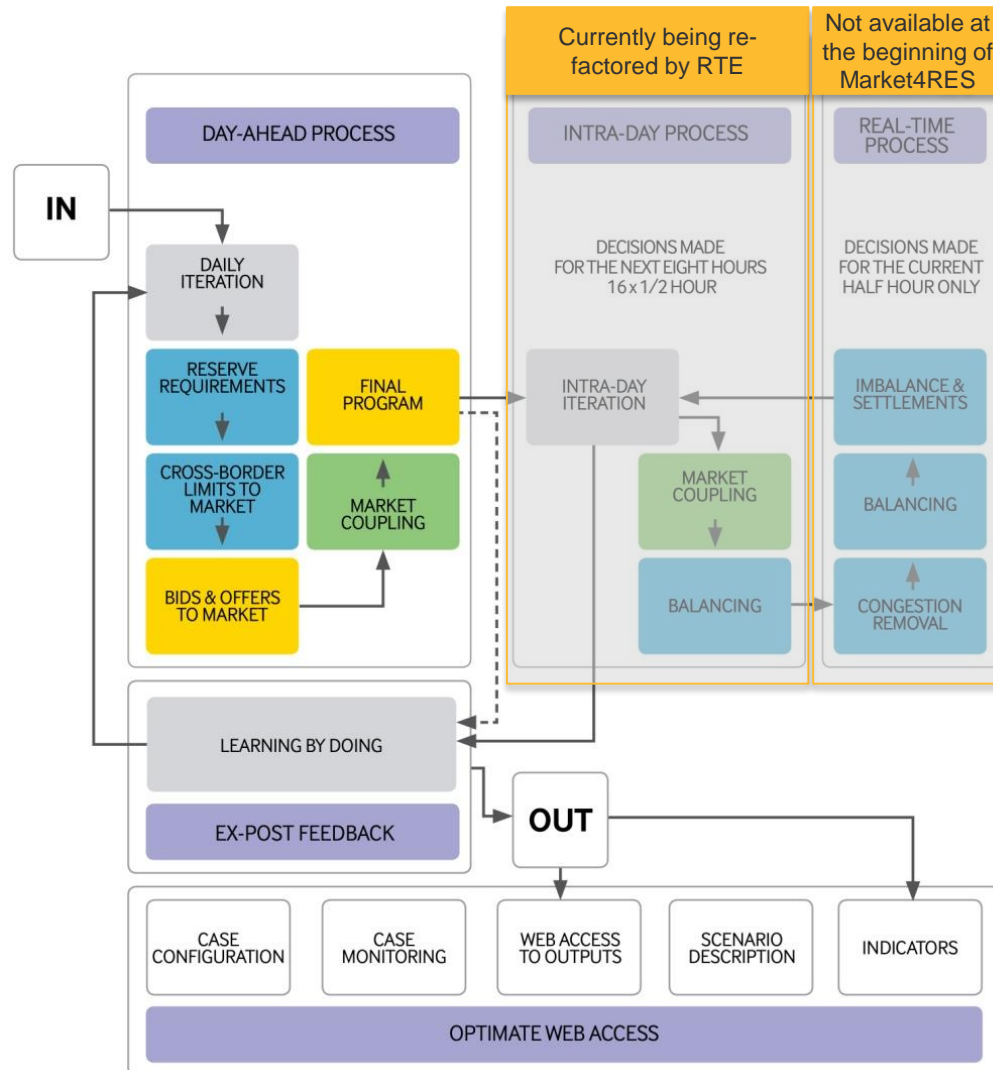 Currently being re-
factored by RTE
Not available at
the beginning of
Market4RES
DAY-AHEAD PROCESS
INTRA-DAY PROCESS
REAL-TIME
PROCESS
IN
DAILY
ITERATION
DECISIONS MADE
FOR THE NEXT EIGHT HOURS
16 x 1/2 HOUR
DECISIONS MADE
FOR THE CURRENT
HALF HOUR ONLY
RESERVE
REQUIREMENTS
FINAL
PROGRAM
INTRA-DAY
ITERATION
IMBALANCE &
SETTLEMENTS
CROSS-BORDER
LIMITS TO
MARKET
MARKET
COUPLING
MARKET
COUPLING
BALANCING
BIDS & OFFERS
TO MARKET
BALANCING
CONGESTION
REMOVAL
LEARNING BY DOING
EX-POST FEEDBACK
OUT
CASE
CONFIGURATION
CASE
MONITORING
WEB ACCESS
TO OUTPUTS
SCENARIO
DESCRIPTION
INDICATORS
OPTIMATE WEB ACCESS